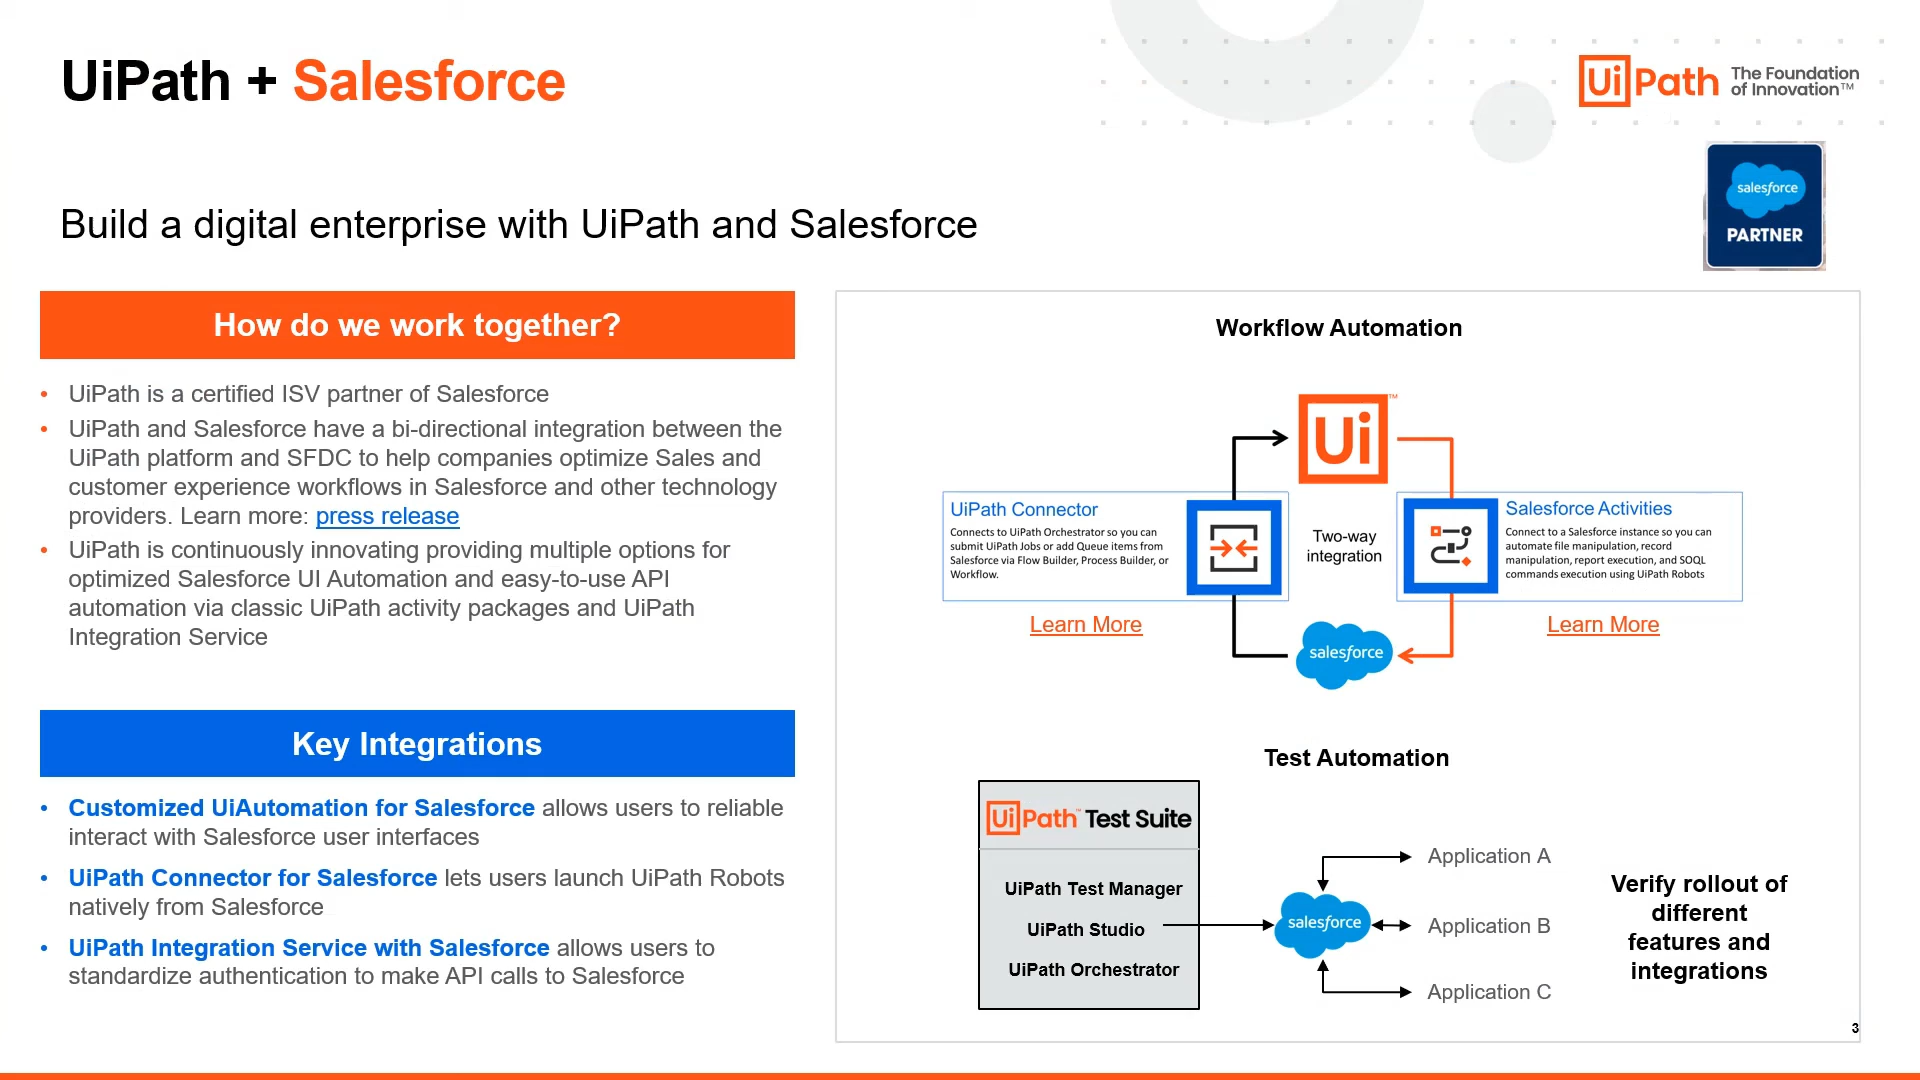 UiPath + Salesforce
UiPath The Foundation
of Innovation™
salesforce
PARTNER
Build a digital enterprise with UiPath and Salesforce
How do we work together?
• UiPath is a certified ISV partner of Salesforce
• UiPath and Salesforce have a bi-directional integration between the
UiPath platform and SFDC to help companies optimize Sales and
customer experience workflows in Salesforce and other technology
providers. Learn more: press release
• UiPath is continuously innovating providing multiple options for
optimized Salesforce UI Automation and easy-to-use API
automation via classic UiPath activity packages and UiPath
Integration Service
Key Integrations
• Customized UiAutomation for Salesforce allows users to reliable
interact with Salesforce user interfaces
• UiPath Connector for Salesforce lets users launch UiPath Robots
natively from Salesforce
• UiPath Integration Service with Salesforce allows users to
standardize authentication to make API calls to Salesforce
Workflow Automation
Ui™
UiPath Connector
Connects to UiPath Orchestrator so you can
submit UiPath Jobs or add Queue items from
Salesforce via Flow Builder, Process Builder, or
Workflow.
Learn More
Two-way
integration
Salesforce Activities
Connect to a Salesforce instance so you can
automate file manipulation, record
manipulation, report execution, and SOQL
commands execution using UiPath Robots
Learn More
salesforce
Test Automation
UiPath™ Test Suite
UiPath Test Manager
UiPath Studio
UiPath Orchestrator
salesforce
Application A
Application B
Application C
Verify rollout of
different
features and
integrations
3